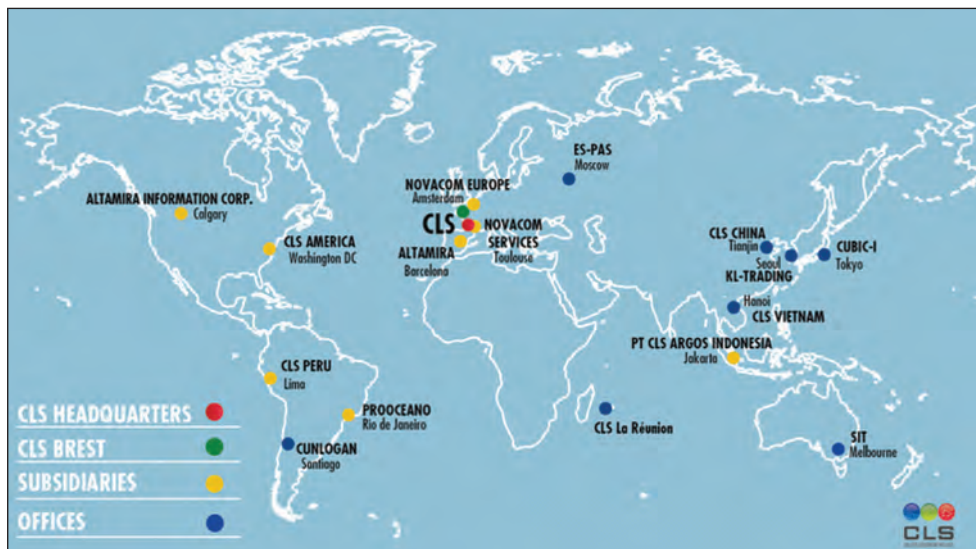 ES-PAS
Moscow
NOVACOM EUROPE
Amsterdam
ALTAMIRA INFORMATION CORP.
Calgary
CLS
NOVACOM
SERVICES
Toulouse
CLS AMERICA
Washington DC
ALTAMIRA
Barcelona
CLS CHINA
Tianjin
Seoul
KL-TRADING
CUBIC-I
Tokyo
Hanoi
CLS VIETNAM
PT CLS ARGOS INDONESIA
Jakarta
CLS PERU
Lima
PROOCEANO
Rio de Janeiro
CLS La Réunion
CUNLOGAN
Santiago
SIT
Melbourne
CLS HEADQUARTERS
CLS BREST
SUBSIDIARIES
OFFICES
CLS